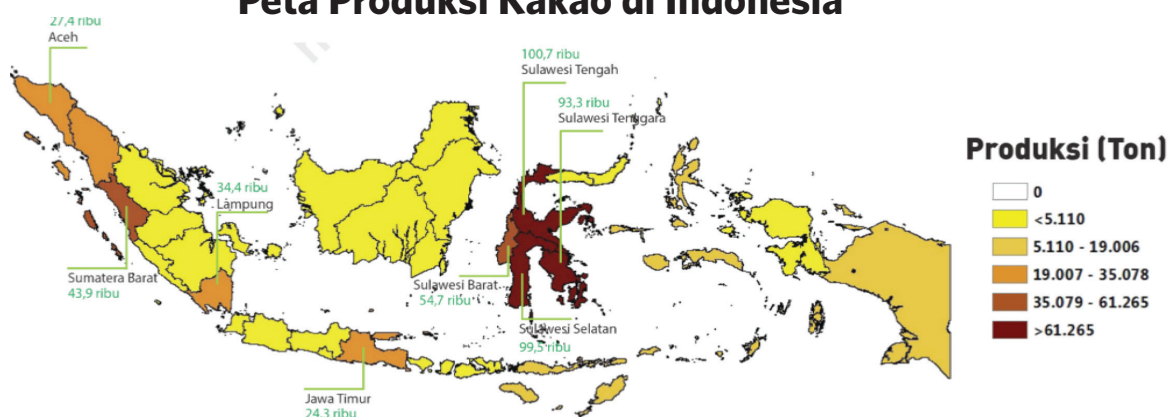 Peta Produksi Kakao di Indonesia
27,4 ribu
Aceh
100,7 ribu
Sulawesi Tengah
93,3 ribu
Sulawesi Tenggara
34,4 ribu
Lampung
Sumatera Barat
43,9 ribu
Sulawesi Barat
54,7 ribu
Sulawesi Selatan
99,5 ribu
Jawa Timur
24,3 ribu
Produksi (Ton)
0
<5.110
5.110 - 19.006
19.007 - 35.078
35.079 - 61.265
>61.265